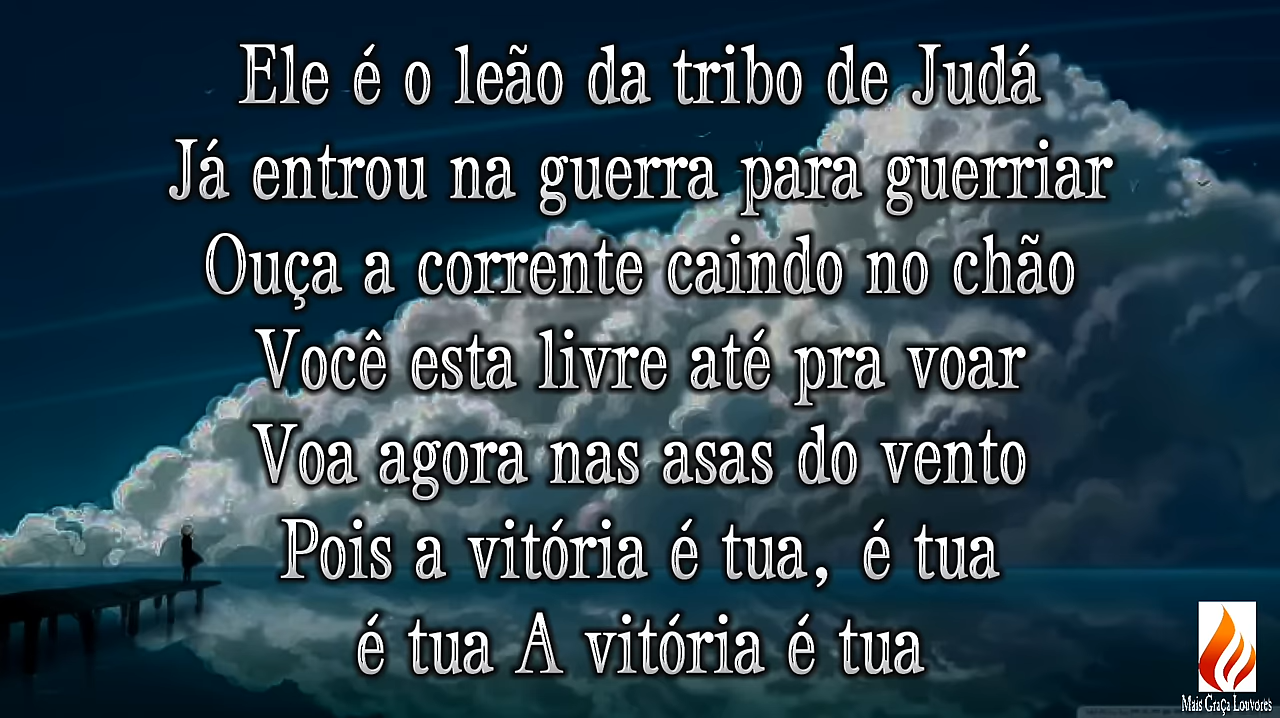 Ele é o leão da tribo de Judá
Já entrou na guerra para guerriar
Ouça a corrente caindo no chão
Você esta livre até pra voar
Voa agora nas asas do vento
Pois a vitória é tua, é tua
é tua A vitória é tua
Mais Graça Louvores